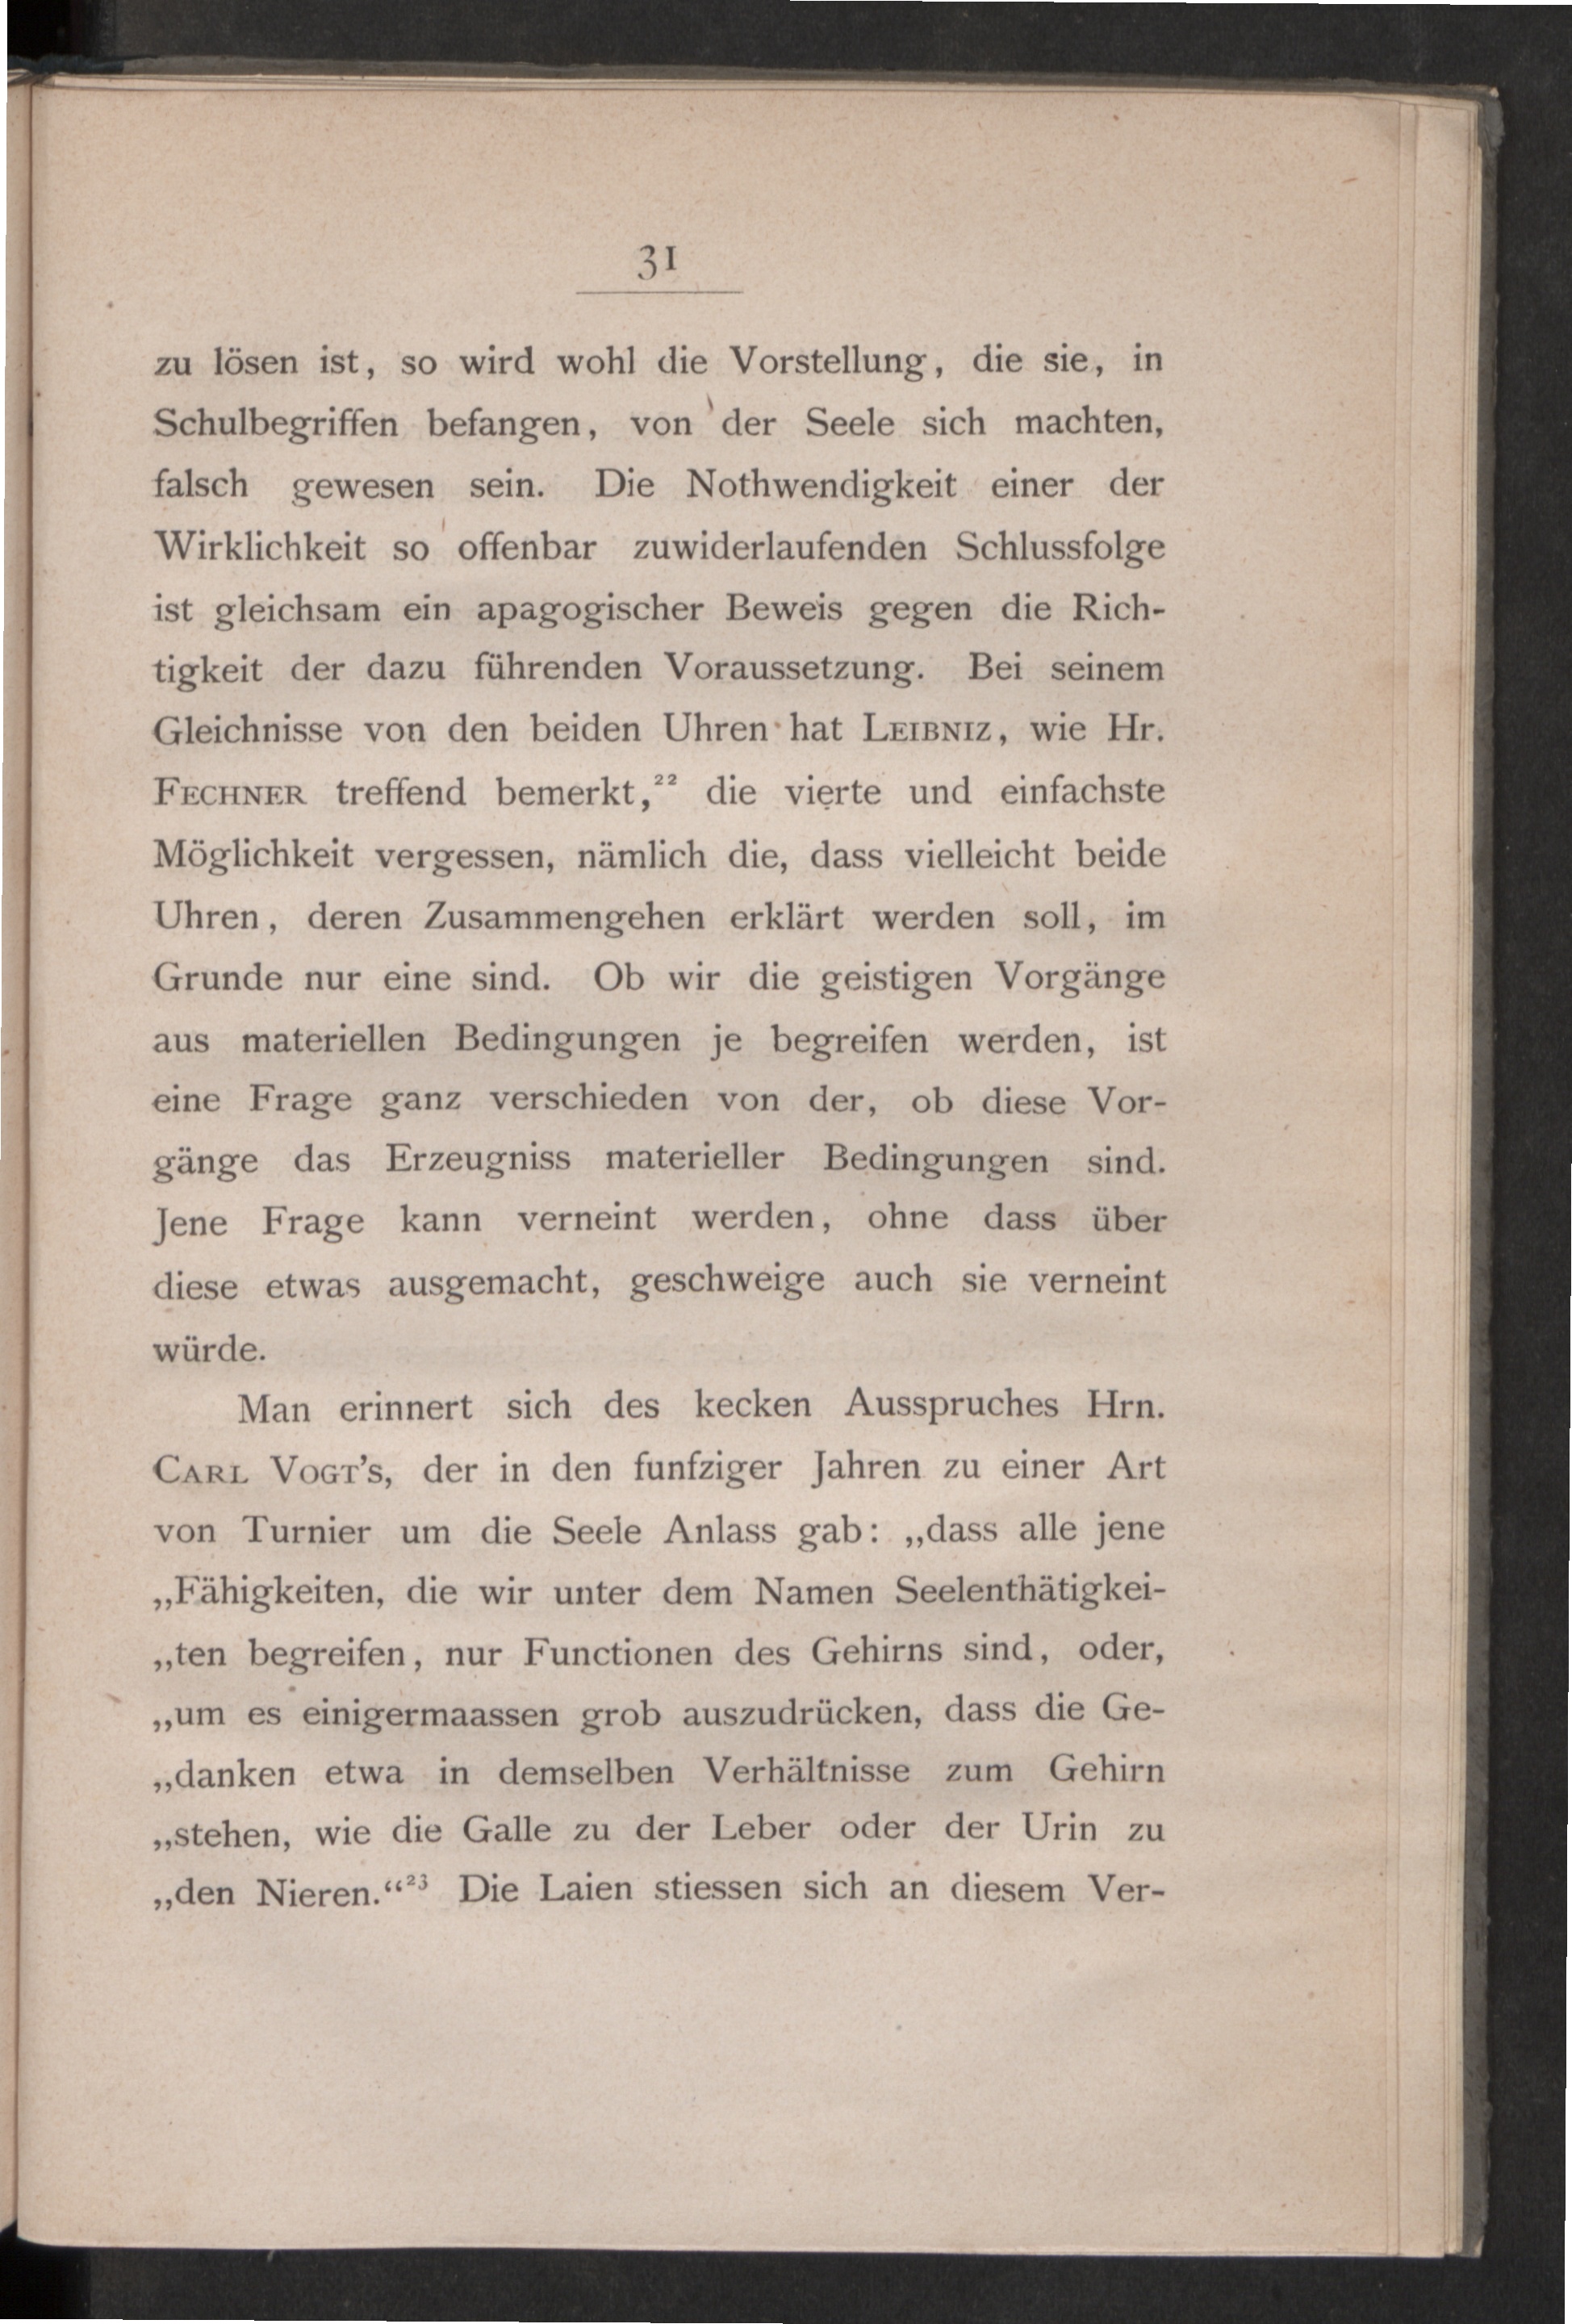 31
zu lösen ist, so wird wohl die Vorstellung, die sie, in
Schulbegriffen befangen, von der Seele sich machten,
falsch gewesen sein. Die Nothwendigkeit einer der
Wirklichkeit so offenbar zuwiderlaufenden Schlussfolge
ist gleichsam ein apagogischer Beweis gegen die Rich-
tigkeit der dazu führenden Voraussetzung. Bei seinem
Gleichnisse von den beiden Uhren hat LEIBNIZ, wie Hr.
FECHNER treffend bemerkt,²² die vierte und einfachste
Möglichkeit vergessen, nämlich die, dass vielleicht beide
Uhren, deren Zusammengehen erklärt werden soll, im
Grunde nur eine sind. Ob wir die geistigen Vorgänge
aus materiellen Bedingungen je begreifen werden, ist
eine Frage ganz verschieden von der, ob diese Vor-
gänge das Erzeugniss materieller Bedingungen sind.
Jene Frage kann verneint werden, ohne dass über
diese etwas ausgemacht, geschweige auch sie verneint
würde.
Man erinnert sich des kecken Ausspruches Hrn.
CARL VOGT'S, der in den funfziger Jahren zu einer Art
von Turnier um die Seele Anlass gab: „dass alle jene
„Fähigkeiten, die wir unter dem Namen Seelenthätigkei-
„ten begreifen, nur Functionen des Gehirns sind, oder,
„um es einigermaassen grob auszudrücken, dass die Ge-
„danken etwa in demselben Verhältnisse zum Gehirn
„stehen, wie die Galle zu der Leber oder der Urin zu
„den Nieren.“²³ Die Laien stiessen sich an diesem Ver-